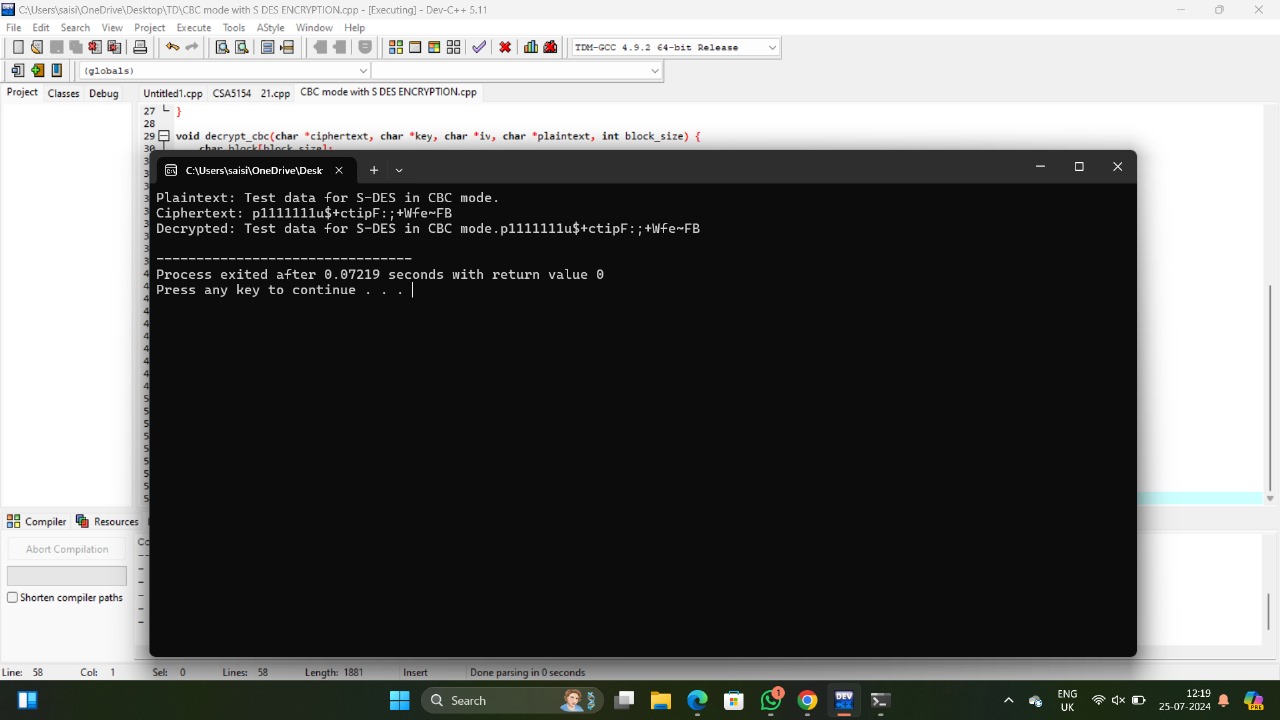 C:\Users\saisi\OneDrive\Desktop\TD\CBC mode with S DES ENCRYPTION.cpp - [Executing] - Dev-C++ 5.11
File Edit Search View Project Execute Tools AStyle Window Help
TDM-GCC 4.9.2 64-bit Release
(globals)
Project Classes Debug Untitled1.cpp CSA5154 21.cpp CBC mode with S DES ENCRYPTION.cpp
27 }
28
29 void decrypt_cbc(char *ciphertext, char *key, char *iv, char *plaintext, int block_size) {
30 char block[block_size];
C:\Users\saisi\OneDrive\Desk
Plaintext: Test data for S-DES in CBC mode.
Ciphertext: p1111111u$+ctipF:;+Wfe~FB
Decrypted: Test data for S-DES in CBC mode.p1111111u$+ctipF:;+Wfe~FB
--------------------------------
Process exited after 0.07219 seconds with return value 0
Press any key to continue . . .
Compiler Resources
Abort Compilation
Shorten compiler paths
Line: 58 Col: 1 Sel: 0 Lines: 58 Length: 1881 Insert Done parsing in 0 seconds
Search
DEV
1
ENG
UK
12:19
25-07-2024
PRE